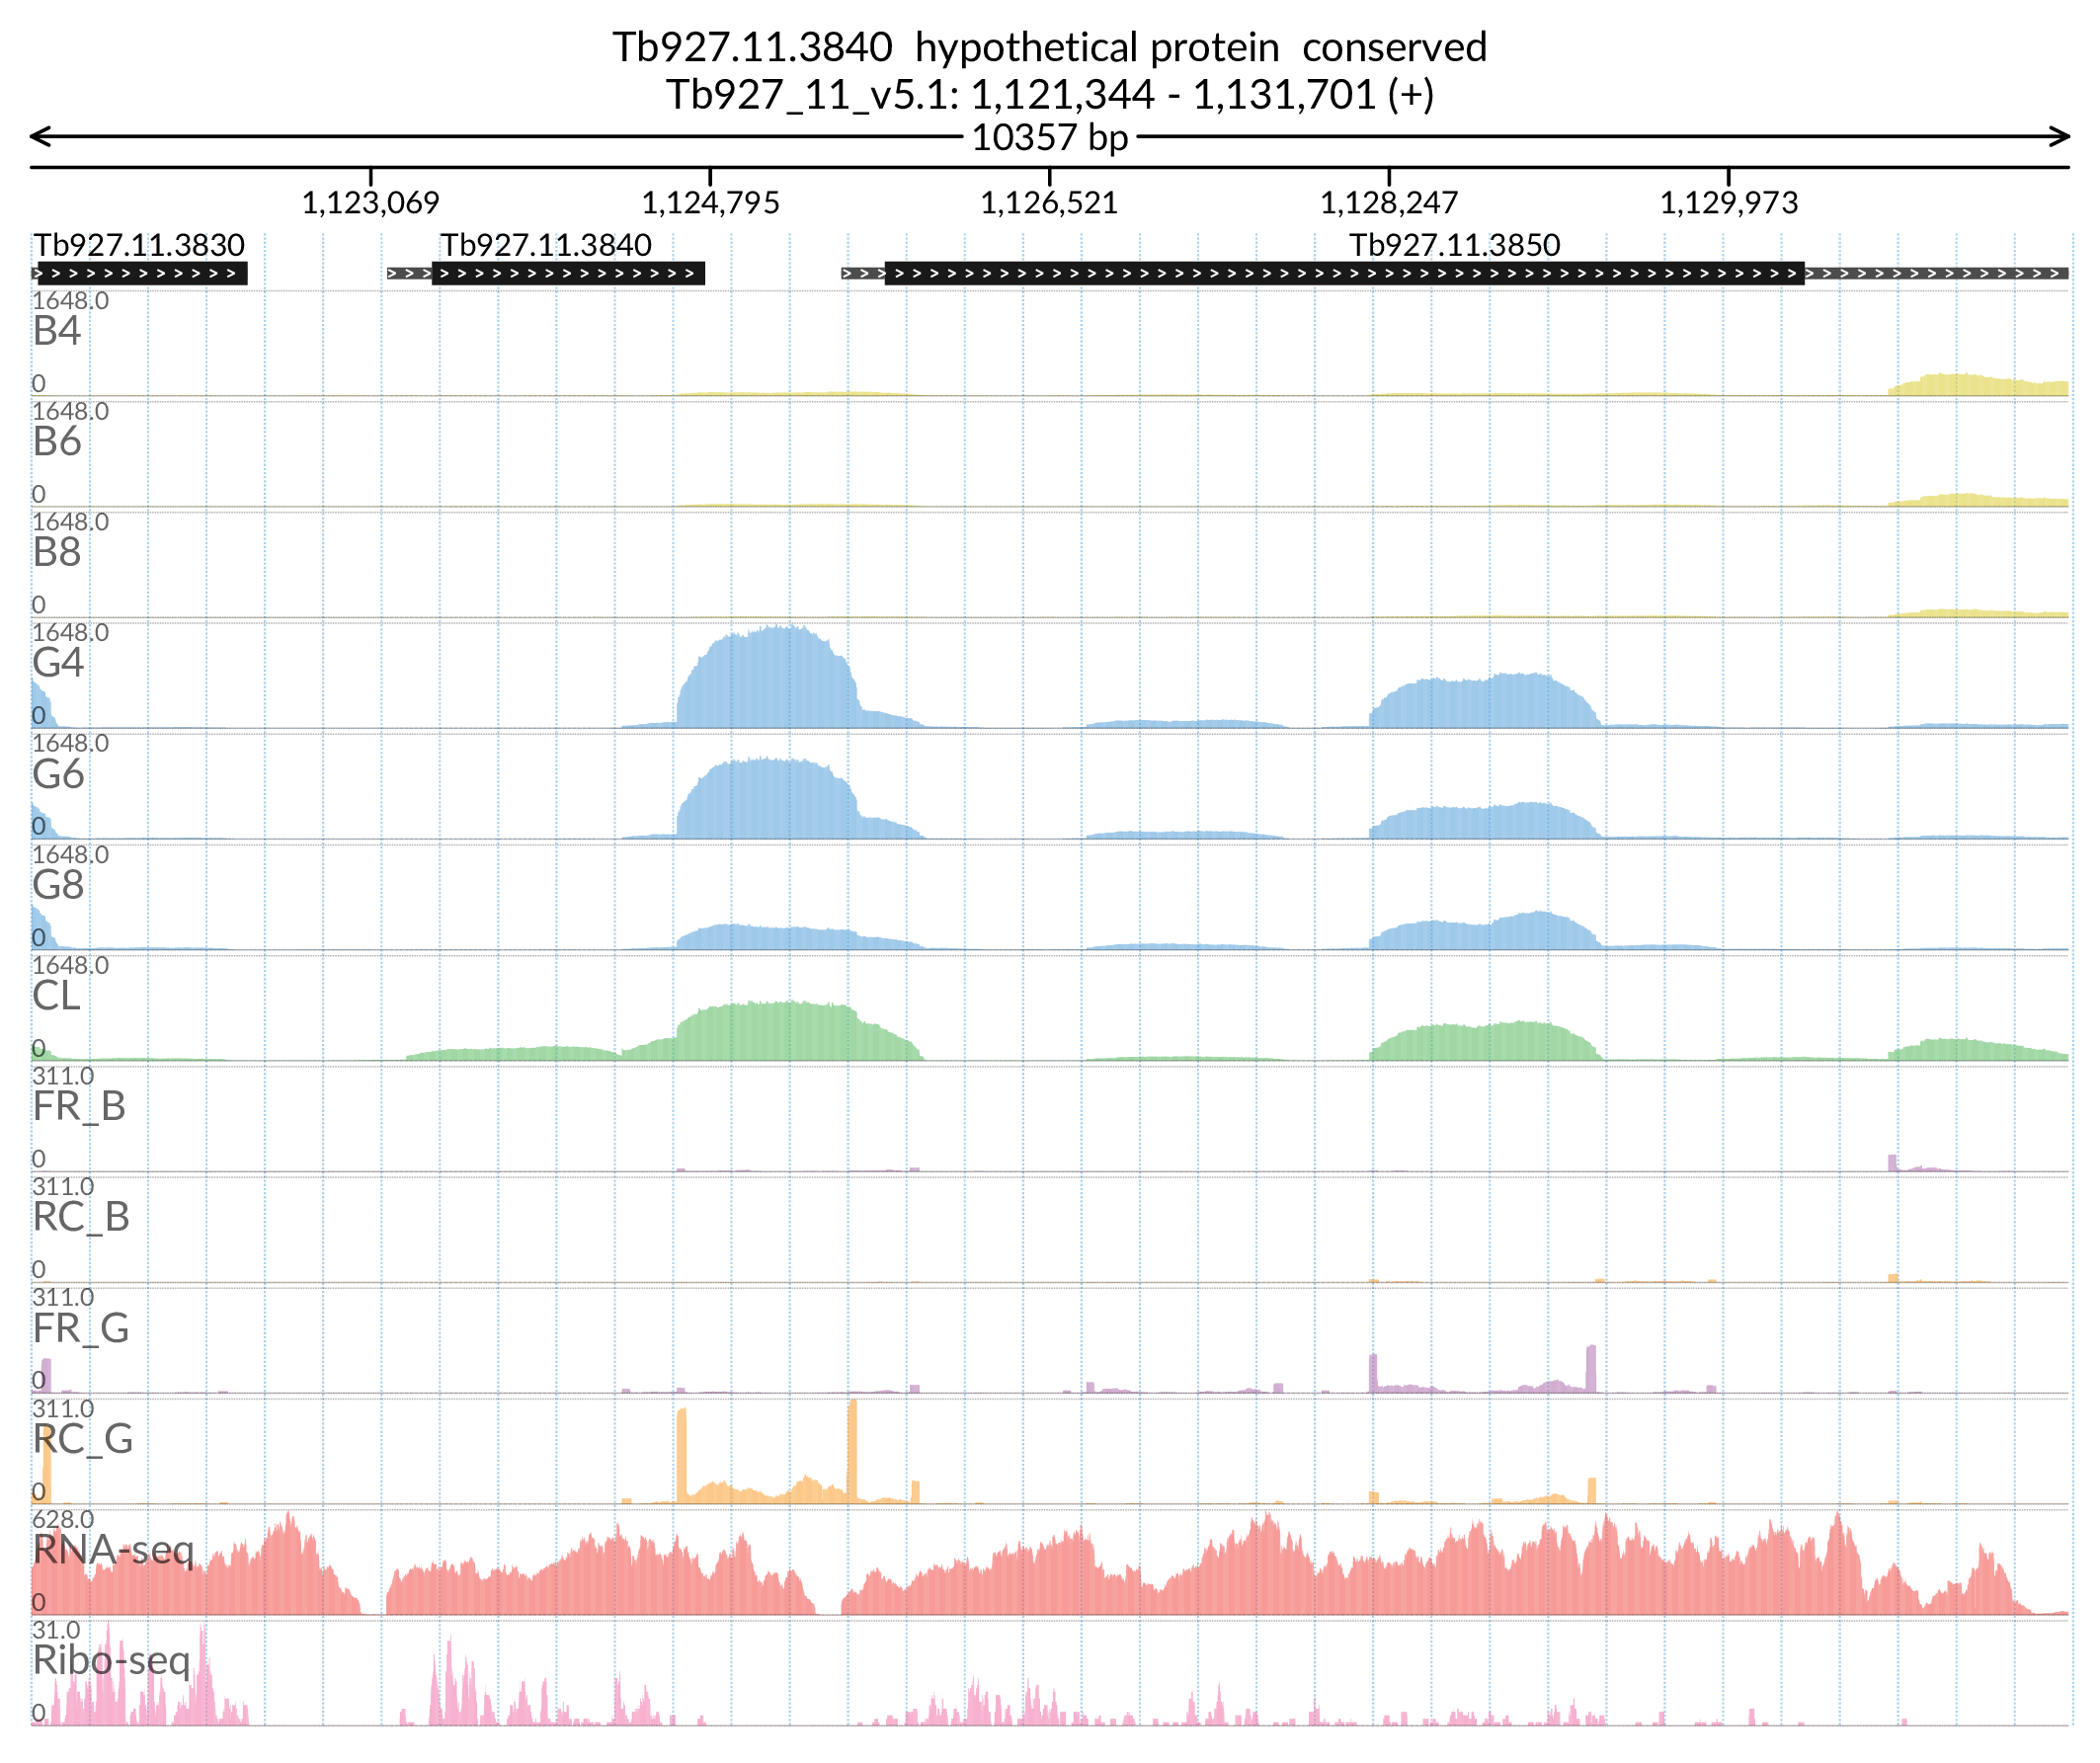 Tb927.11.3840  hypothetical protein  conserved
Tb927_11_v5.1: 1,121,344 - 1,131,701 (+)
10357 bp
1,123,069 1,124,795 1,126,521 1,128,247 1,129,973
Tb927.11.3830 Tb927.11.3840 Tb927.11.3850
1648.0
B4
0
1648.0
B6
0
1648.0
B8
0
1648.0
G4
0
1648.0
G6
0
1648.0
G8
0
1648.0
CL
0
311.0
FR_B
0
311.0
RC_B
0
311.0
FR_G
0
311.0
RC_G
0
628.0
RNA-seq
0
31.0
Ribo-seq
0